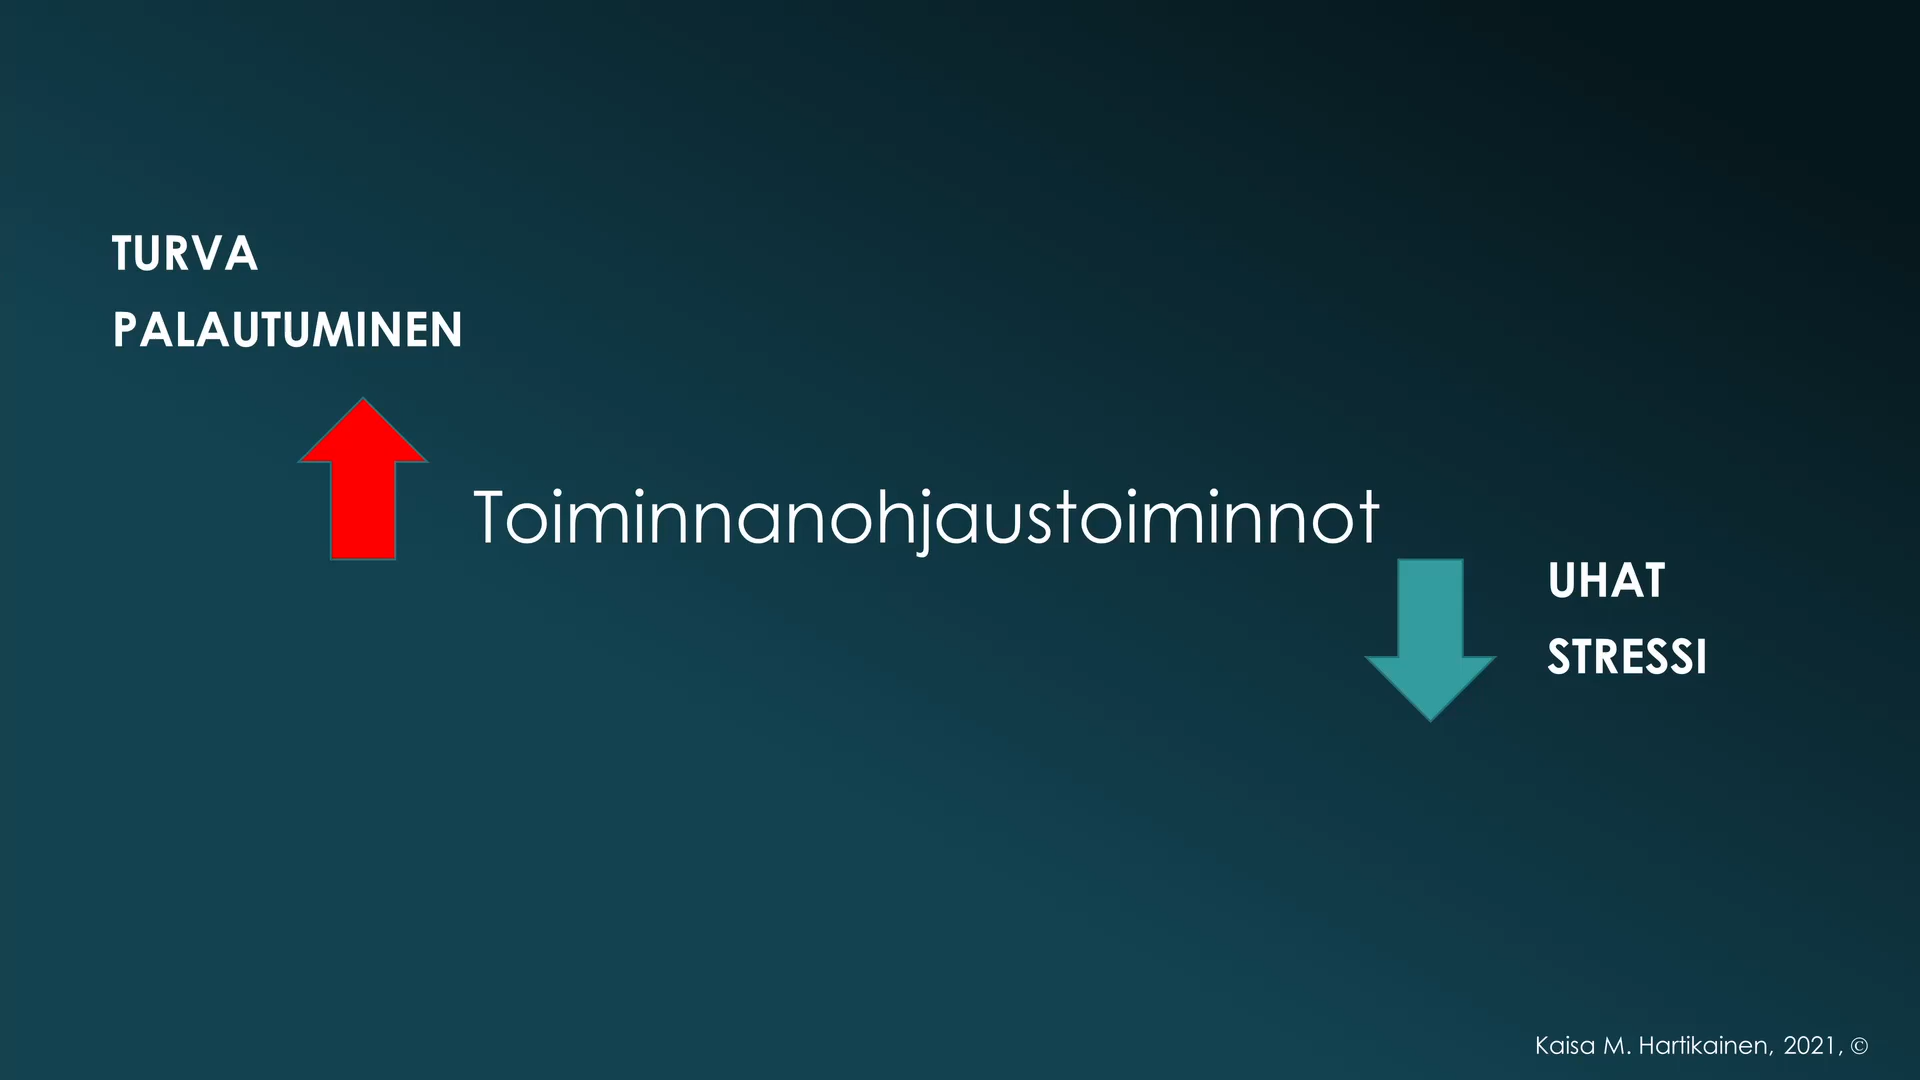 TURVA
PALAUTUMINEN
Toiminnanohjaustoiminnot
UHAT
STRESSI
Kaisa M. Hartikainen, 2021, ©